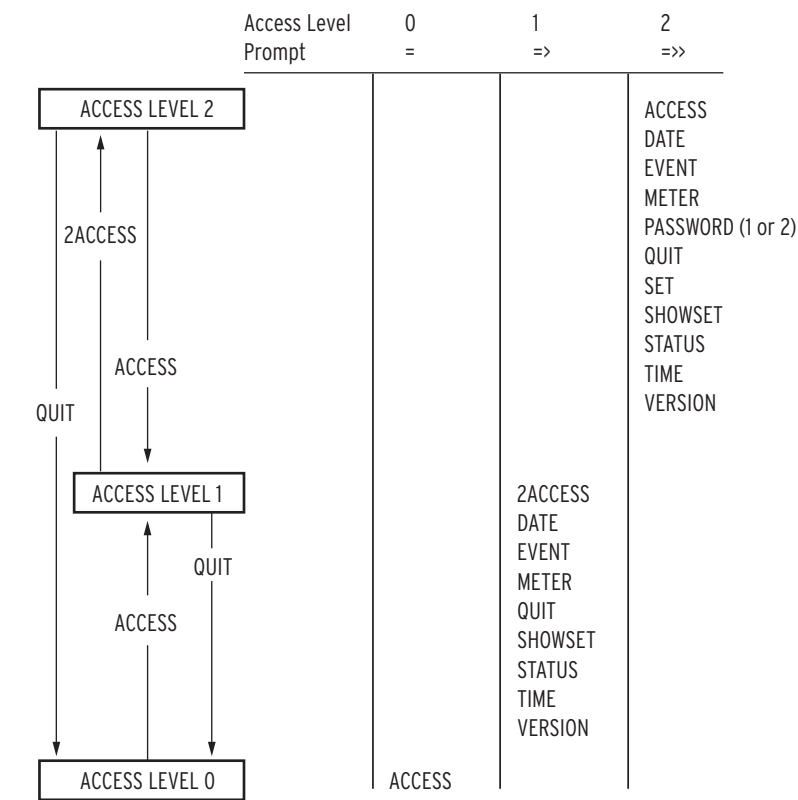 Access Level 0 1 2
Prompt = => =>>
ACCESS LEVEL 2
ACCESS
DATE
EVENT
METER
2ACCESS
PASSWORD (1 or 2)
QUIT
SET
SHOWSET
STATUS
ACCESS
TIME
QUIT
VERSION
ACCESS LEVEL 1
2ACCESS
DATE
EVENT
QUIT
METER
QUIT
ACCESS
SHOWSET
STATUS
TIME
VERSION
ACCESS LEVEL 0
ACCESS